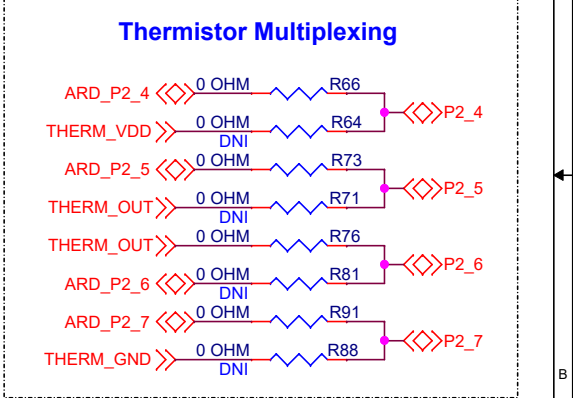 Thermistor Multiplexing
ARD_P2_4 0 OHM R66
P2_4
THERM_VDD 0 OHM R64
DNI
ARD_P2_5 0 OHM R73
P2_5
THERM_OUT 0 OHM R71
DNI
THERM_OUT 0 OHM R76
P2_6
ARD_P2_6 0 OHM R81
DNI
ARD_P2_7 0 OHM R91
P2_7
THERM_GND 0 OHM R88
DNI
B